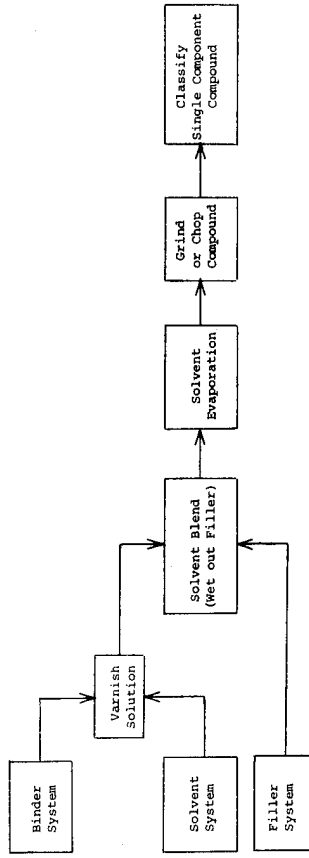 Binder
System
Solvent
System
Filler
System
Varnish
Solution
Solvent Blend
(Wet out Filler)
Solvent
Evaporation
Grind
or Chop
Compound
Classify
Single Component
Compound